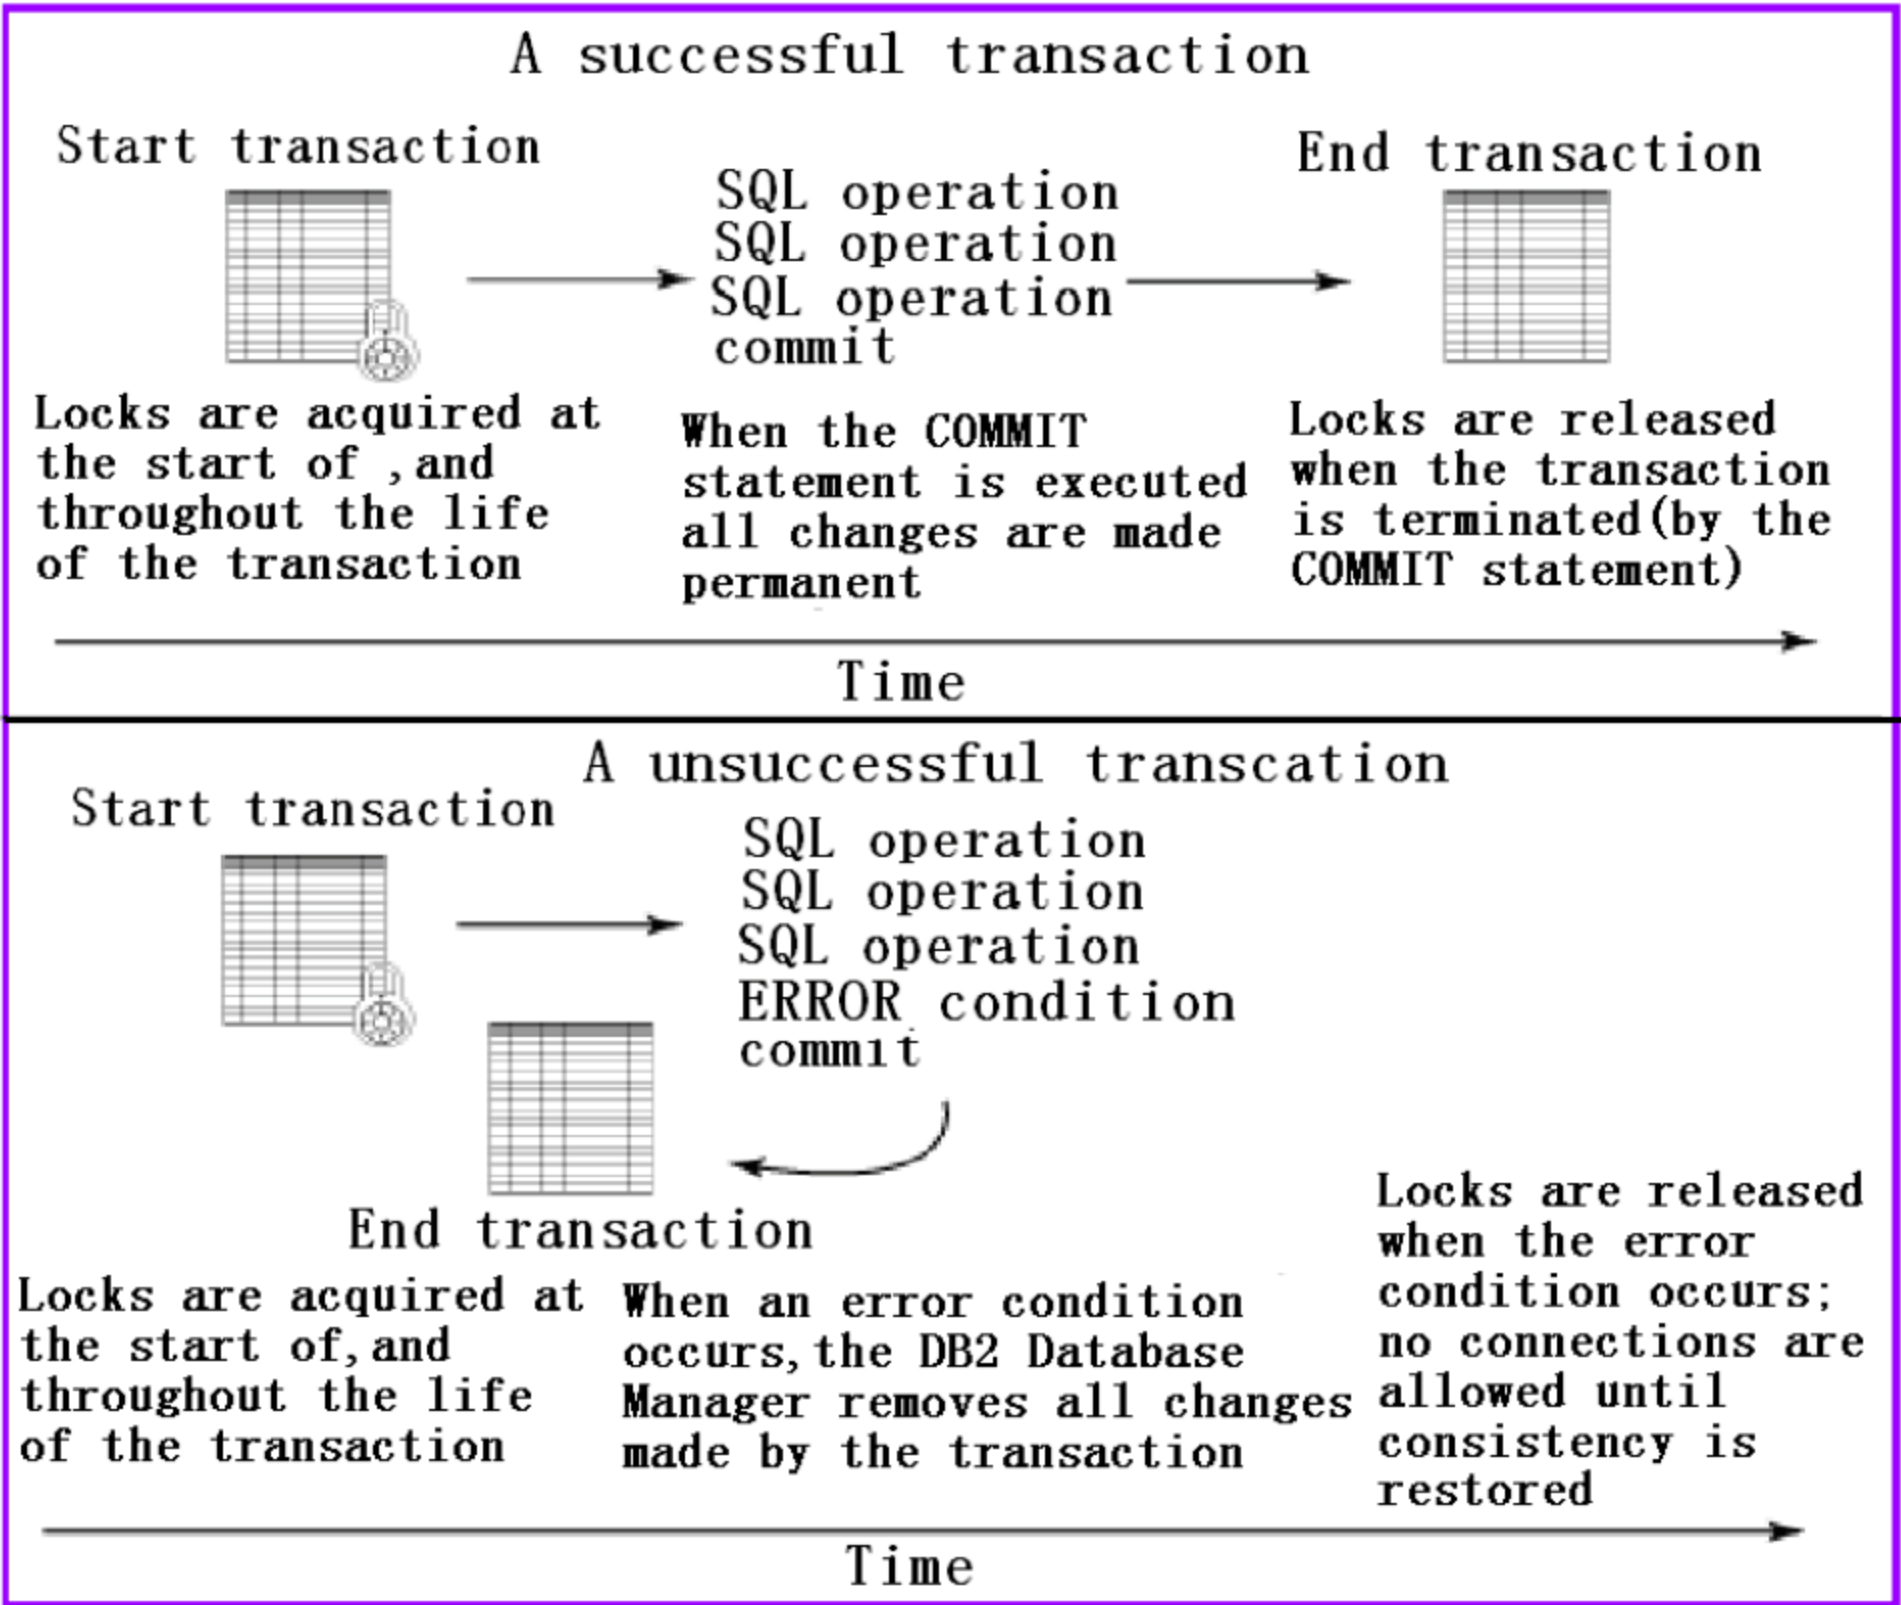 A successful transaction
Start transaction
SQL operation
SQL operation
SQL operation
commit
End transaction
Locks are acquired at
the start of ,and
throughout the life
of the transaction
When the COMMIT
statement is executed
all changes are made
permanent
Locks are released
when the transaction
is terminated(by the
COMMIT statement)
Time
A unsuccessful transcation
Start transaction
SQL operation
SQL operation
SQL operation
ERROR condition
commit
End transaction
Locks are acquired at
the start of,and
throughout the life
of the transaction
When an error condition
occurs,the DB2 Database
Manager removes all changes
made by the transaction
Locks are released
when the error
condition occurs;
no connections are
allowed until
consistency is
restored
Time